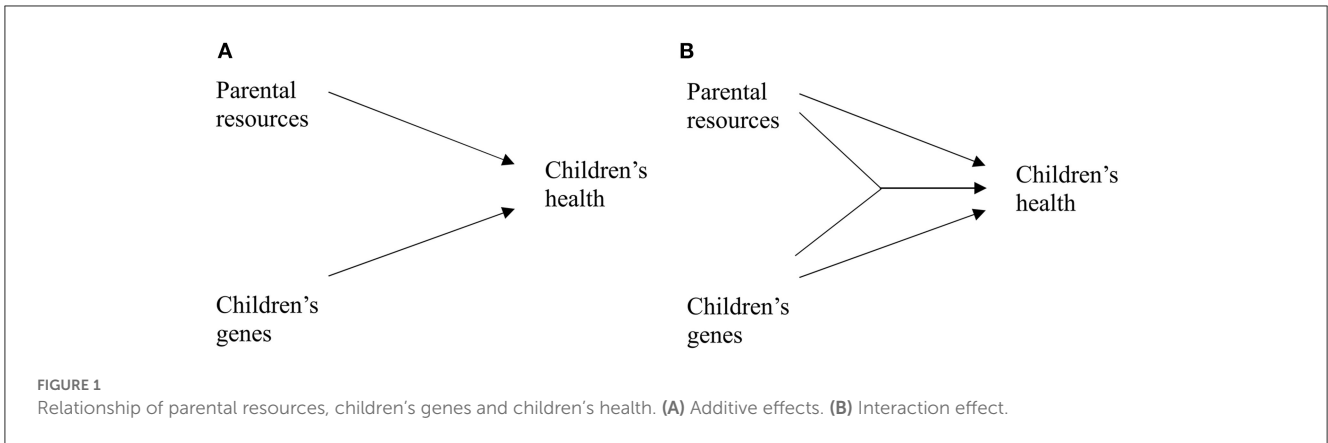 A
Parental
resources
Children's
health
Children's
genes
B
Parental
resources
Children's
health
Children's
genes
FIGURE 1
Relationship of parental resources, children's genes and children's health. (A) Additive effects. (B) Interaction effect.